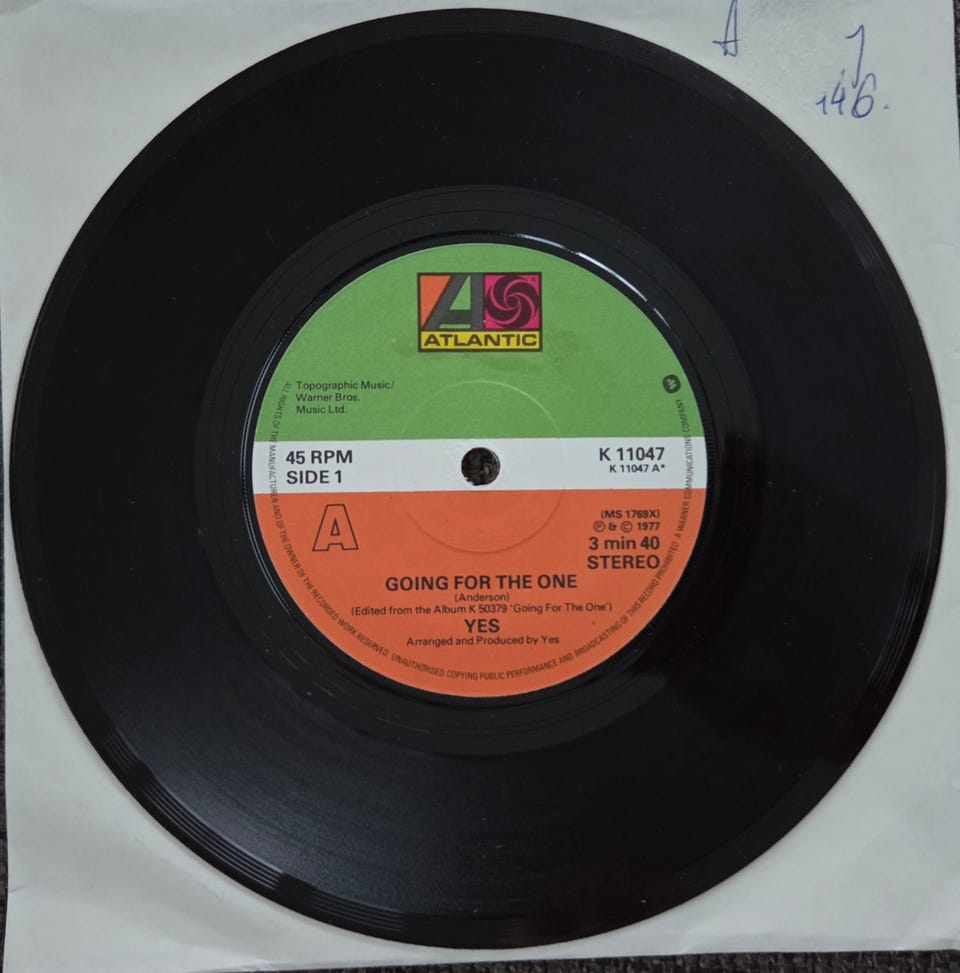 A J
146.
ATLANTIC
Topographic Music/
Warner Bros.
Music Ltd.
45 RPM
SIDE 1
K 11047
K 11047 A*
A
(MS 1769X)
℗ & © 1977
3 min 40
STEREO
GOING FOR THE ONE
(Anderson)
(Edited from the Album K 50379 'Going For The One')
YES
Arranged and Produced by Yes
ALL RIGHTS OF THE MANUFACTURER AND OF THE OWNER OF THE RECORDED WORK RESERVED. UNAUTHORISED COPYING PUBLIC PERFORMANCE AND BROADCASTING OF THIS RECORD PROHIBITED. A WARNER COMMUNICATIONS COMPANY